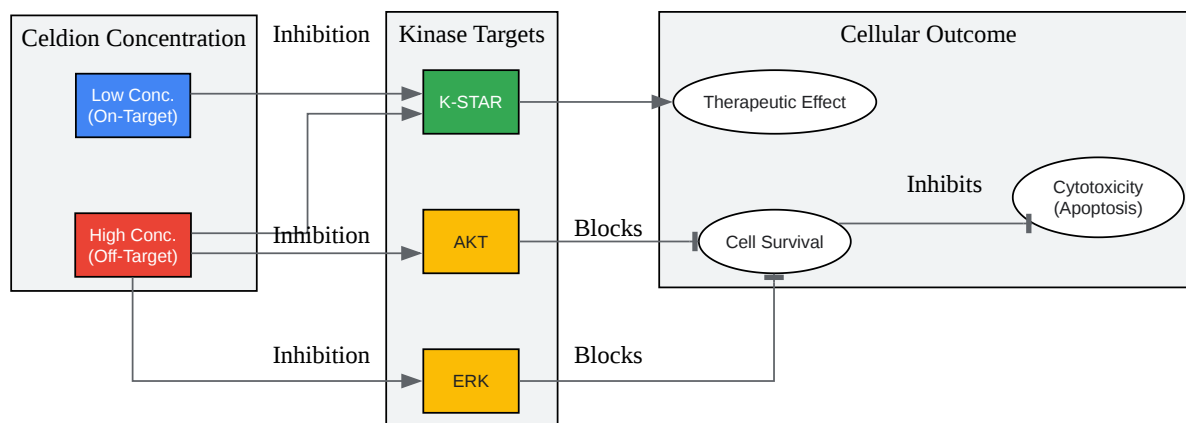 Celdion Concentration
Inhibition
Kinase Targets
Cellular Outcome
Low Conc.
(On-Target)
K-STAR
Therapeutic Effect
Inhibits
Cytotoxicity
(Apoptosis)
High Conc.
(Off-Target)
Inhibition
AKT
Blocks
Cell Survival
Inhibition
ERK
Blocks